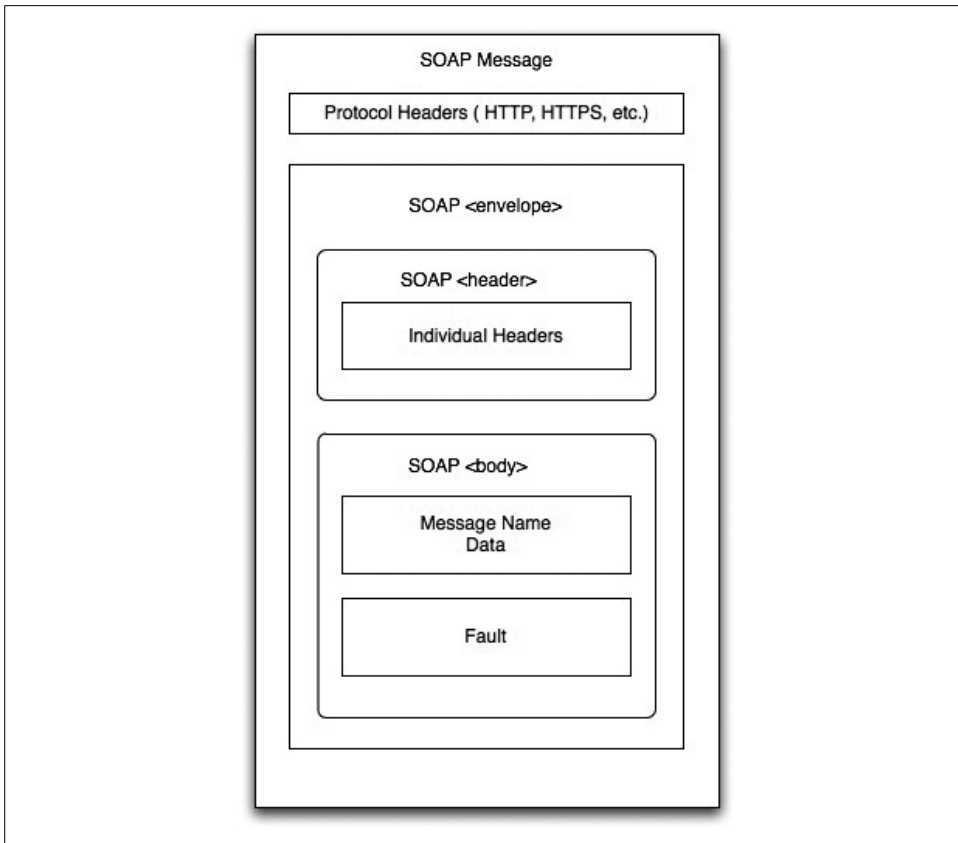 SOAP Message
Protocol Headers ( HTTP, HTTPS, etc.)
SOAP <envelope>
SOAP <header>
Individual Headers
SOAP <body>
Message Name
Data
Fault